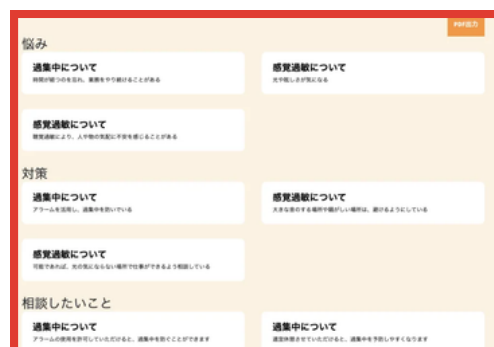 PDF出力
悩み
過集中について
時間が経つのを忘れ、業務をやり続けることがある
感覚過敏について
光や眩しさが気になる
感覚過敏について
聴覚過敏により、人や物の気配に不安を感じることがある
対策
過集中について
アラームを活用し、過集中を防いでいる
感覚過敏について
大きな音のする場所や騒がしい場所は、避けるようにしている
感覚過敏について
可能であれば、光の気にならない場所で仕事ができるよう相談している
相談したいこと
過集中について
アラームの使用を許可していただけると、過集中を防ぐことができます
過集中について
適宜休憩させていただけると、過集中を予防しやすくなります